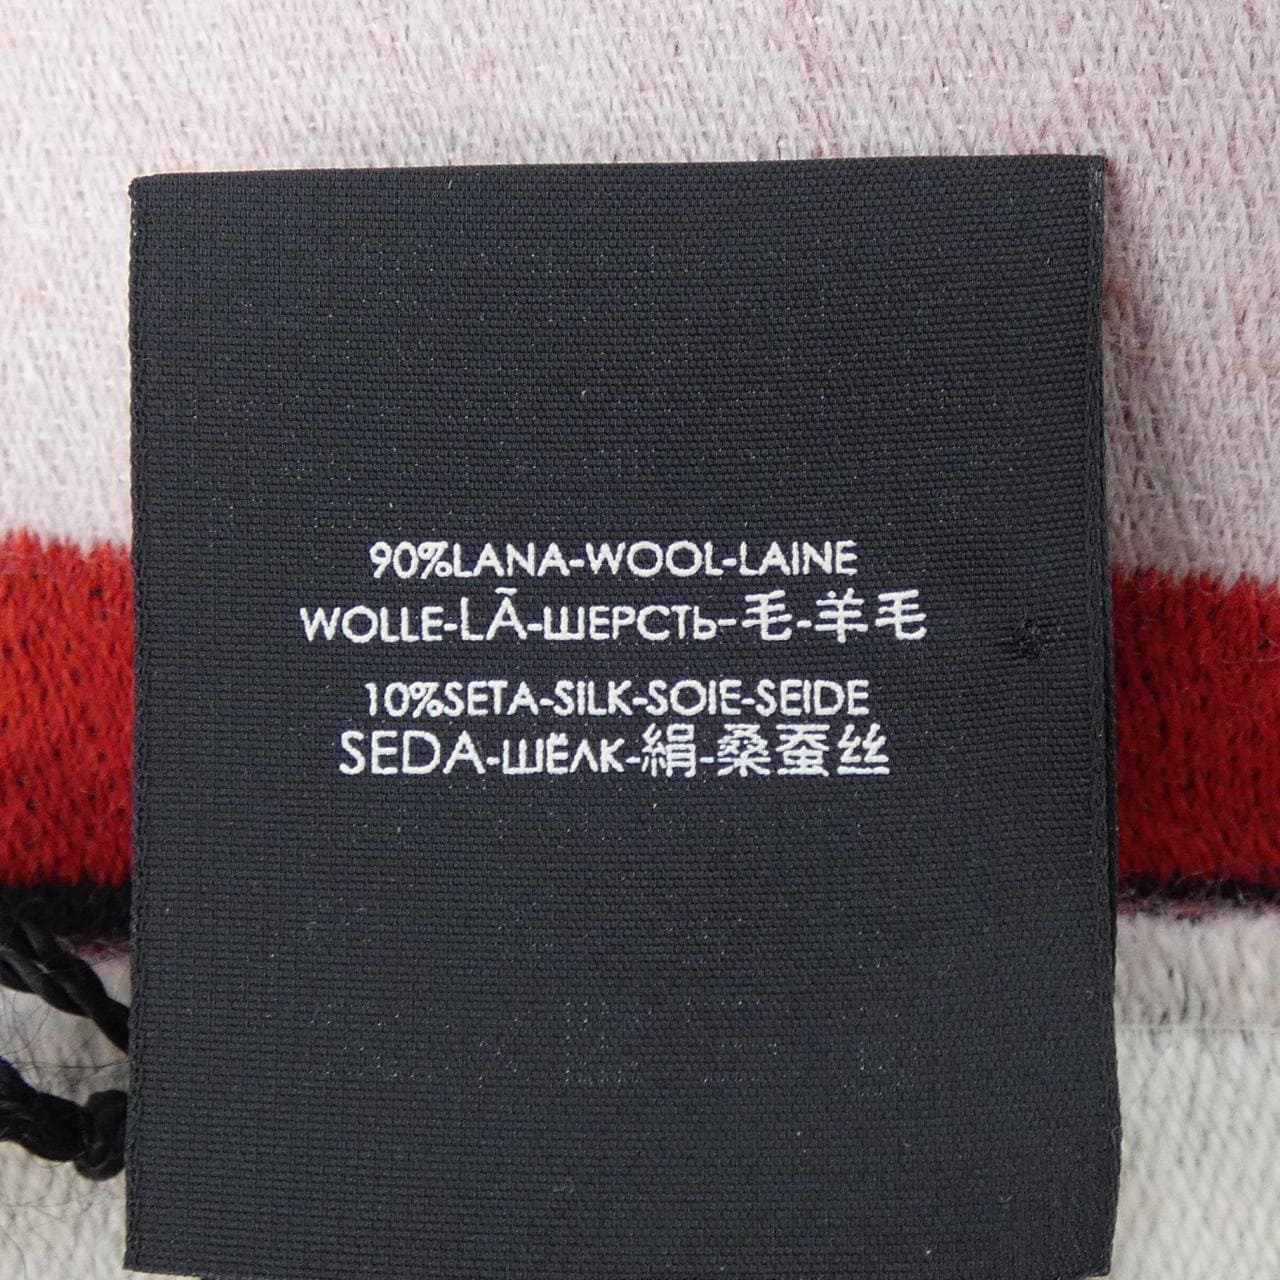 90%LANA-WOOL-LAINE
WOLLE-LÃ-ШЕРСТЬ-毛-羊毛
10%SETA-SILK-SOIE-SEIDE
SEDA-ШЁЛК-絹-桑蚕丝